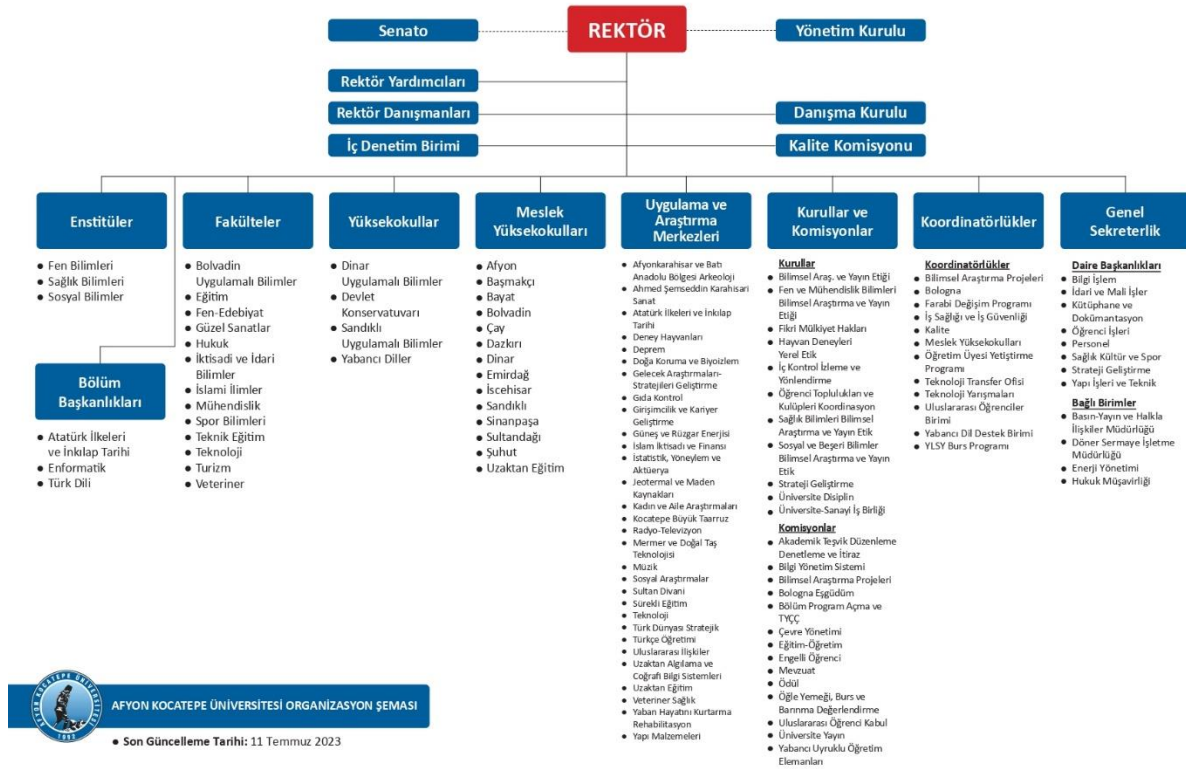 Senato
REKTÖR
Yönetim Kurulu
Rektör Yardımcıları
Rektör Danışmanları
Danışma Kurulu
İç Denetim Birimi
Kalite Komisyonu
Enstitüler
Fen Bilimleri
Sağlık Bilimleri
Sosyal Bilimler
Bölüm
Başkanlıkları
Atatürk İlkeleri
ve İnkılap Tarihi
Enformatik
Türk Dili
Fakülteler
Bolvadin
Uygulamalı Bilimler
Eğitim
Fen-Edebiyat
Güzel Sanatlar
Hukuk
İktisadi ve İdari
Bilimler
İslami İlimler
Mühendislik
Spor Bilimleri
Teknik Eğitim
Teknoloji
Turizm
Veteriner
Yüksekokullar
Dinar
Uygulamalı Bilimler
Devlet
Konservatuvarı
Sandıklı
Uygulamalı Bilimler
Yabancı Diller
Meslek
Yüksekokulları
Afyon
Başmakçı
Bayat
Bolvadin
Çay
Dazkırı
Dinar
Emirdağ
İscehisar
Sandıklı
Sinanpaşa
Sultandağı
Şuhut
Uzaktan Eğitim
Uygulama ve
Araştırma
Merkezleri
Afyonkarahisar ve Batı
Anadolu Bölgesi Arkeoloji
Ahmed Şemseddin Karahisari
Sanat
Atatürk İlkeleri ve İnkılap
Tarihi
Deney Hayvanları
Deprem
Doğa Koruma ve Biyoizlem
Gelecek Araştırmaları-
Stratejileri Geliştirme
Gıda Kontrol
Girişimcilik ve Kariyer
Geliştirme
Güneş ve Rüzgar Enerjisi
İslam İktisadı ve Finansı
İstatistik, Yöneylem ve
Aktüerya
Jeotermal ve Maden
Kaynakları
Kadın ve Aile Araştırmaları
Kocatepe Büyük Taarruz
Radyo-Televizyon
Mermer ve Doğal Taş
Teknolojisi
Müzik
Sosyal Araştırmalar
Sultan Divani
Sürekli Eğitim
Teknoloji
Türk Dünyası Stratejik
Türkçe Öğretimi
Uluslararası İlişkiler
Uzaktan Algılama ve
Coğrafi Bilgi Sistemleri
Uzaktan Eğitim
Veteriner Sağlık
Yaban Hayatını Kurtarma
Rehabilitasyon
Yapı Malzemeleri
Kurullar ve
Komisyonlar
Kurullar
Bilimsel Araş. ve Yayın Etiği
Fen ve Mühendislik Bilimleri
Bilimsel Araştırma ve Yayın
Etiği
Fikri Mülkiyet Hakları
Hayvan Deneyleri
Yerel Etik
İç Kontrol İzleme ve
Yönlendirme
Öğrenci Toplulukları ve
Kulüpleri Koordinasyon
Sağlık Bilimleri Bilimsel
Araştırma ve Yayın Etik
Sosyal ve Beşeri Bilimler
Bilimsel Araştırma ve Yayın
Etik
Strateji Geliştirme
Üniversite Disiplin
Üniversite-Sanayi İş Birliği
Komisyonlar
Akademik Teşvik Düzenleme
Denetleme ve İtiraz
Bilgi Yönetim Sistemi
Bilimsel Araştırma Projeleri
Bologna Eşgüdüm
Bölüm Program Açma ve
TYÇÇ
Çevre Yönetimi
Eğitim-Öğretim
Engelli Öğrenci
Mevzuat
Ödül
Öğle Yemeği, Burs ve
Barınma Değerlendirme
Uluslararası Öğrenci Kabul
Üniversite Yayın
Yabancı Uyruklu Öğretim
Elemanları
Koordinatörlükler
Koordinatörlükler
Bilimsel Araştırma Projeleri
Bologna
Farabi Değişim Programı
İş Sağlığı ve İş Güvenliği
Kalite
Meslek Yüksekokulları
Öğretim Üyesi Yetiştirme
Programı
Teknoloji Transfer Ofisi
Teknoloji Yarışmaları
Uluslararası Öğrenciler
Birimi
Yabancı Dil Destek Birimi
YLSY Burs Programı
Genel
Sekreterlik
Daire Başkanlıkları
Bilgi İşlem
İdari ve Mali İşler
Kütüphane ve
Dokümantasyon
Öğrenci İşleri
Personel
Sağlık Kültür ve Spor
Strateji Geliştirme
Yapı İşleri ve Teknik
Bağlı Birimler
Basın-Yayın ve Halkla
İlişkiler Müdürlüğü
Döner Sermaye İşletme
Müdürlüğü
Enerji Yönetimi
Hukuk Müşavirliği
AFYON KOCATEPE ÜNİVERSİTESİ
1992
AFYON KOCATEPE ÜNİVERSİTESİ ORGANİZASYON ŞEMASI
Son Güncelleme Tarihi: 11 Temmuz 2023